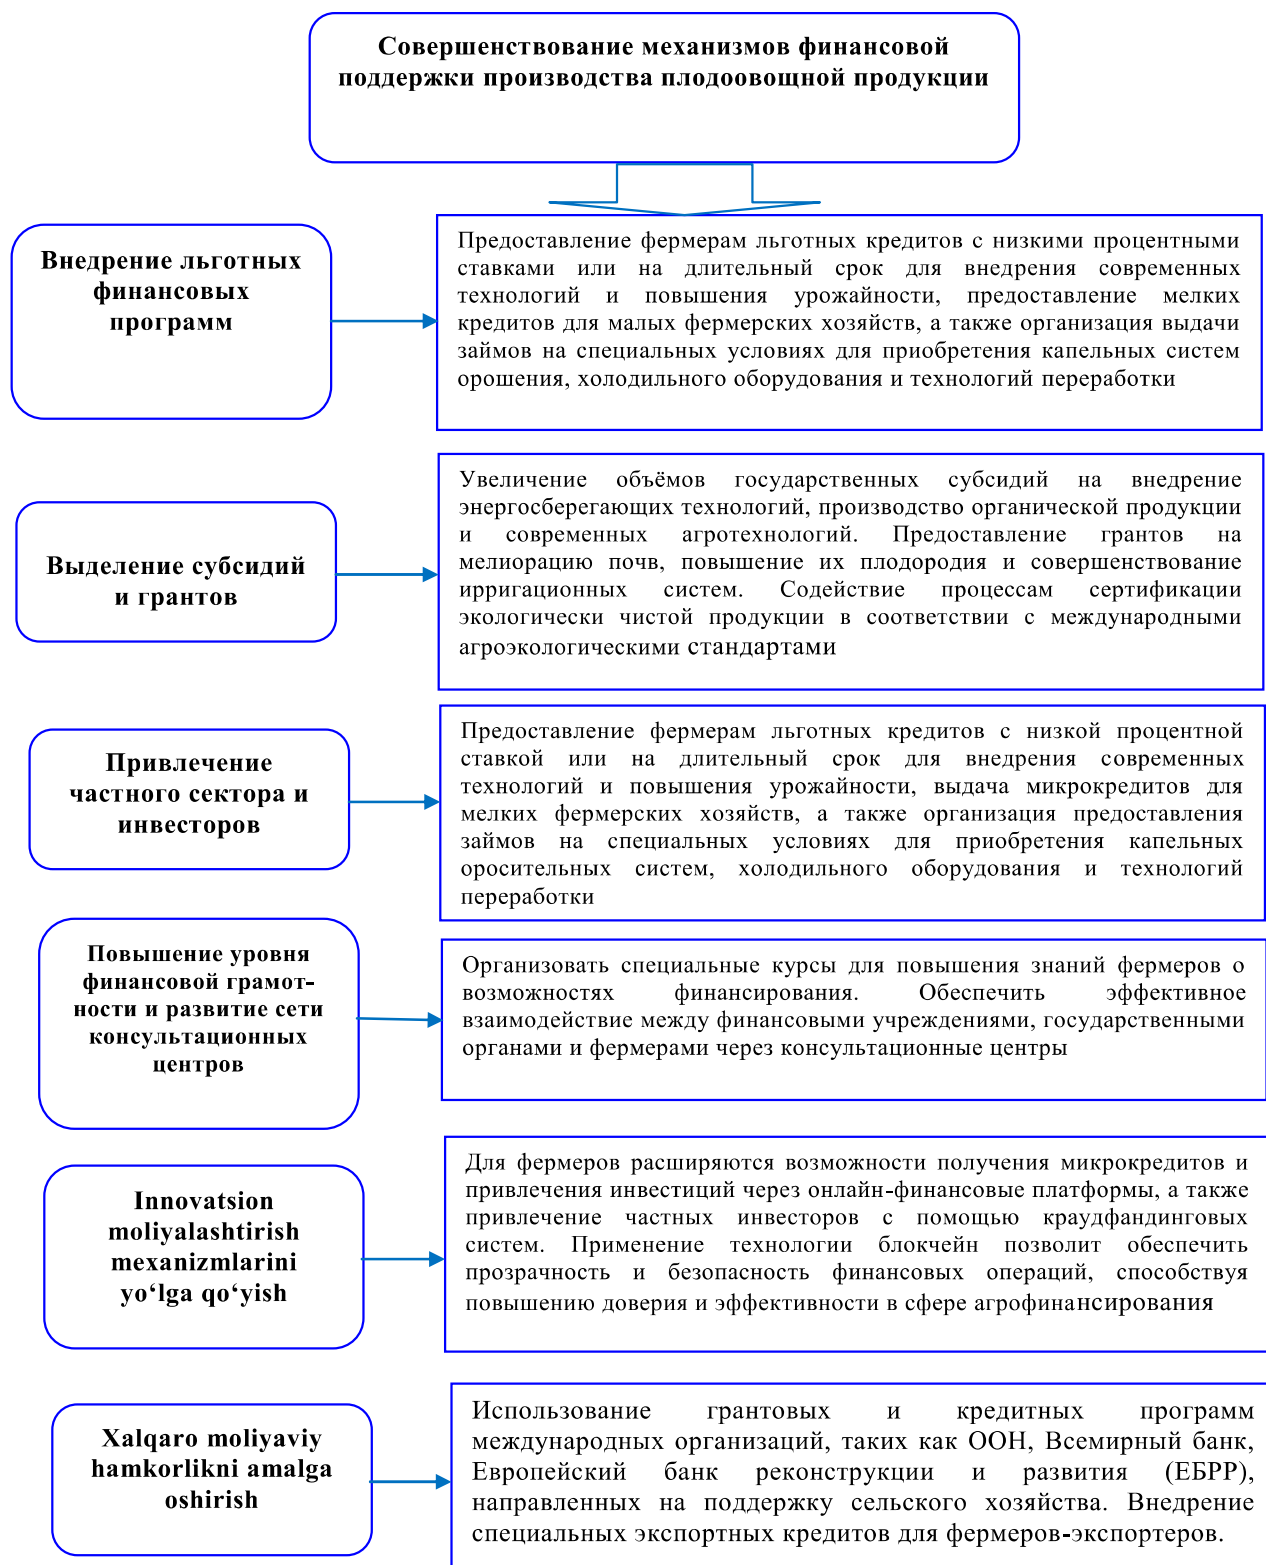 Совершенствование механизмов финансовой
поддержки производства плодоовощной продукции
Внедрение льготных
финансовых
программ
Предоставление фермерам льготных кредитов с низкими процентными
ставками или на длительный срок для внедрения современных
технологий и повышения урожайности, предоставление мелких
кредитов для малых фермерских хозяйств, а также организация выдачи
займов на специальных условиях для приобретения капельных систем
орошения, холодильного оборудования и технологий переработки
Выделение субсидий
и грантов
Увеличение объёмов государственных субсидий на внедрение
энергосберегающих технологий, производство органической продукции
и современных агротехнологий. Предоставление грантов на
мелиорацию почв, повышение их плодородия и совершенствование
ирригационных систем. Содействие процессам сертификации
экологически чистой продукции в соответствии с международными
агроэкологическими стандартами
Привлечение
частного сектора и
инвесторов
Предоставление фермерам льготных кредитов с низкой процентной
ставкой или на длительный срок для внедрения современных
технологий и повышения урожайности, выдача микрокредитов для
мелких фермерских хозяйств, а также организация предоставления
займов на специальных условиях для приобретения капельных
оросительных систем, холодильного оборудования и технологий
переработки
Повышение уровня
финансовой грамот-
ности и развитие сети
консультационных
центров
Организовать специальные курсы для повышения знаний фермеров о
возможностях финансирования. Обеспечить эффективное
взаимодействие между финансовыми учреждениями, государственными
органами и фермерами через консультационные центры
Innovatsion
moliyalashtirish
mexanizmlarini
yo‘lga qo‘yish
Для фермеров расширяются возможности получения микрокредитов и
привлечения инвестиций через онлайн-финансовые платформы, а также
привлечение частных инвесторов с помощью краудфандинговых
систем. Применение технологии блокчейн позволит обеспечить
прозрачность и безопасность финансовых операций, способствуя
повышению доверия и эффективности в сфере агрофинансирования
Xalqaro moliyaviy
hamkorlikni amalga
oshirish
Использование грантовых и кредитных программ
международных организаций, таких как ООН, Всемирный банк,
Европейский банк реконструкции и развития (ЕБРР),
направленных на поддержку сельского хозяйства. Внедрение
специальных экспортных кредитов для фермеров-экспортеров.